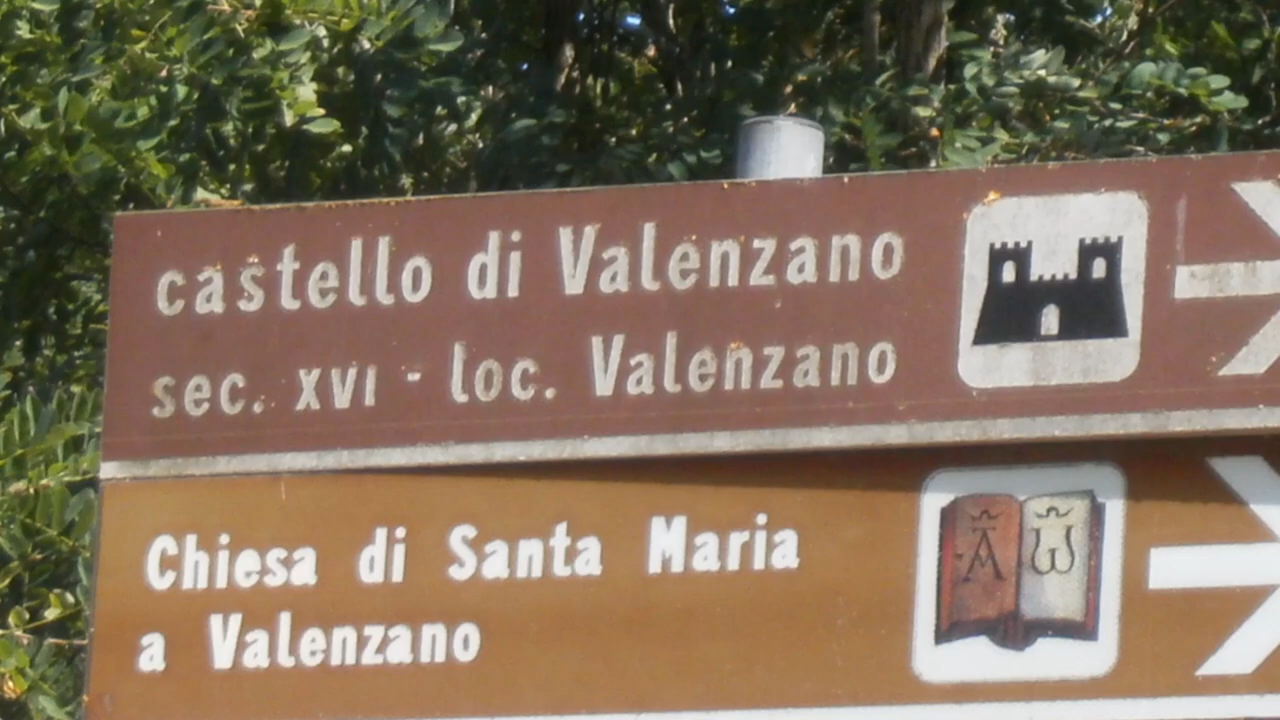 castello di Valenzano
sec. XVI - loc. Valenzano
Chiesa di Santa Maria
a Valenzano
A ω